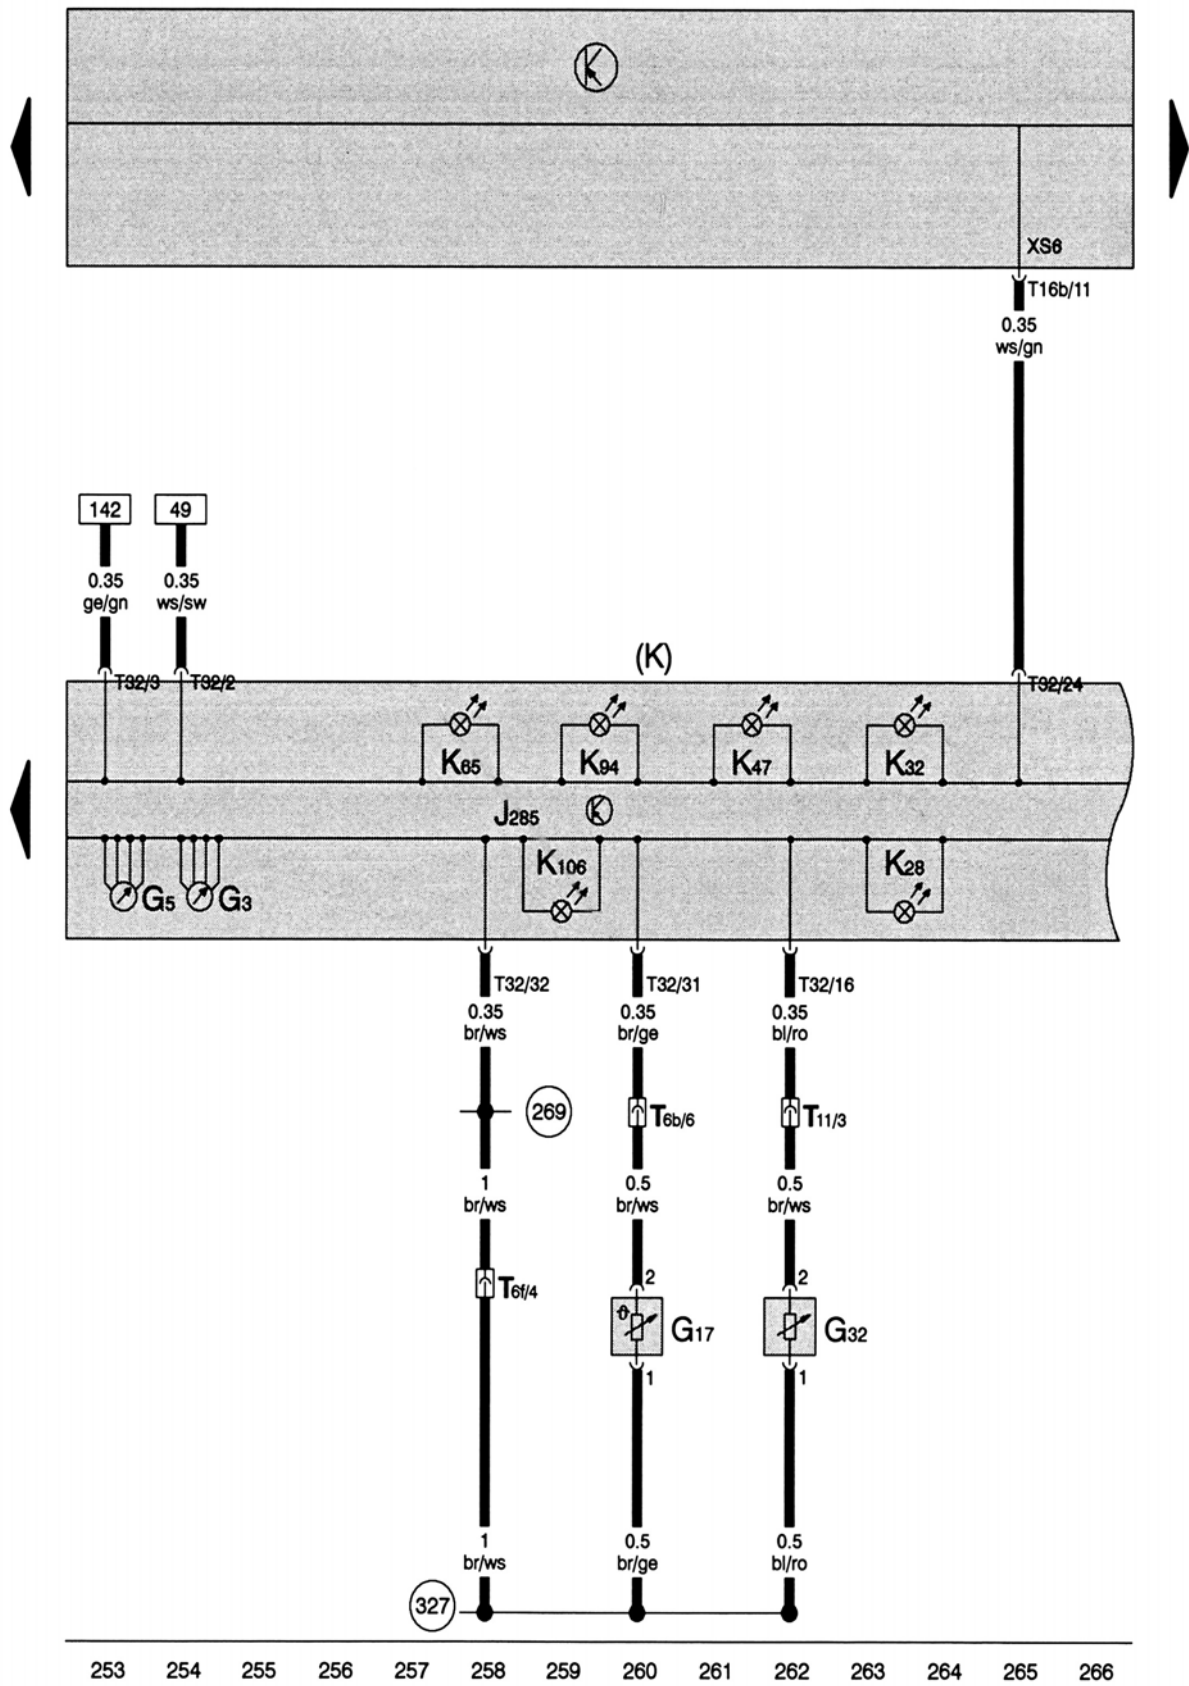 XS6
T16b/11
0.35
ws/gn
142 49
0.35 0.35
ge/gn ws/sw
(K)
T32/3 T32/2 T32/24
K65 K94 K47 K32
J285
K106 K28
G5 G3
T32/32 T32/31 T32/16
0.35 0.35 0.35
br/ws br/ge bl/ro
269 T6b/6 T11/3
1 0.5 0.5
br/ws br/ws br/ws
2 2
T6f/4
ϑ
G17 G32
1 1
1 0.5 0.5
br/ws br/ge bl/ro
327
253 254 255 256 257 258 259 260 261 262 263 264 265 266